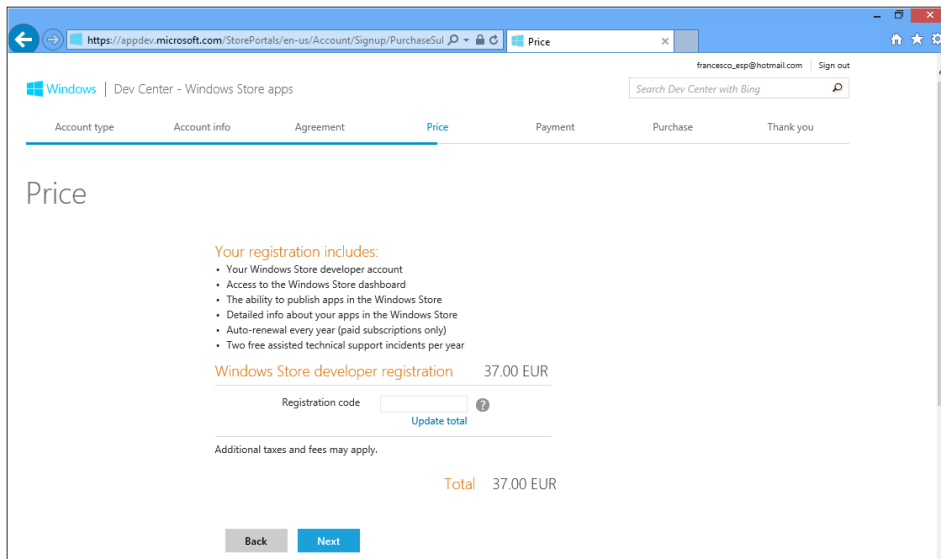 https://appdev.microsoft.com/StorePortals/en-us/Account/Signup/PurchaseSul
Price
francesco_esp@hotmail.com Sign out
Windows | Dev Center - Windows Store apps
Search Dev Center with Bing
Account type Account info Agreement Price Payment Purchase Thank you
Price
Your registration includes:
• Your Windows Store developer account
• Access to the Windows Store dashboard
• The ability to publish apps in the Windows Store
• Detailed info about your apps in the Windows Store
• Auto-renewal every year (paid subscriptions only)
• Two free assisted technical support incidents per year
Windows Store developer registration 37.00 EUR
Registration code ?
Update total
Additional taxes and fees may apply.
Total 37.00 EUR
Back Next